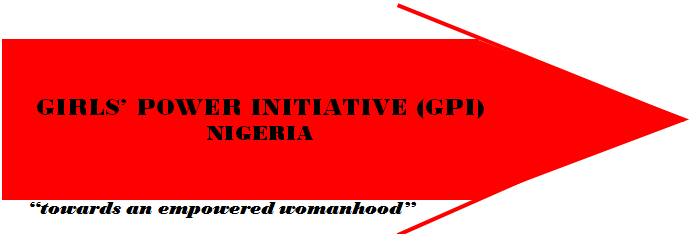 GIRLS’ POWER INITIATIVE (GPI)
NIGERIA
“towards an empowered womanhood”